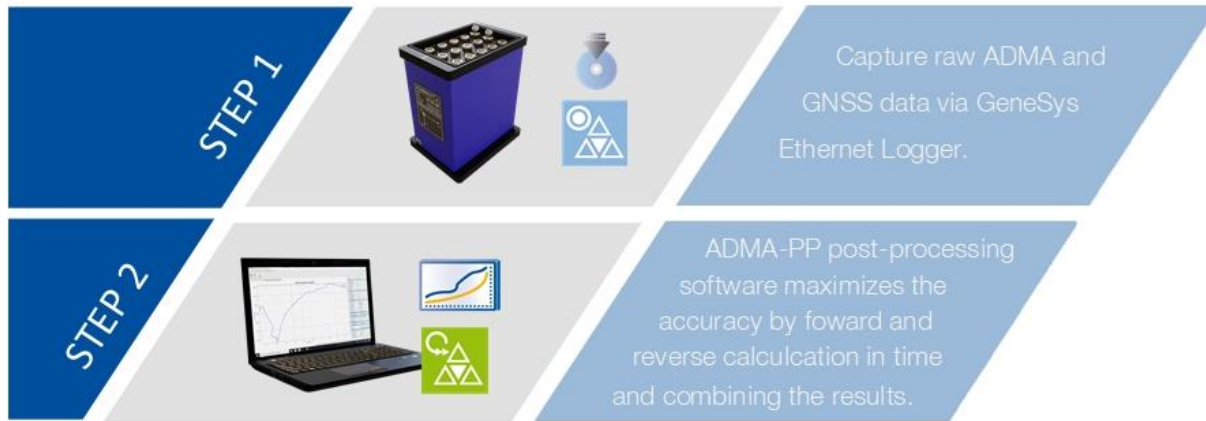 STEP 1
Capture raw ADMA and
GNSS data via GeneSys
Ethernet Logger.
STEP 2
ADMA-PP post-processing
software maximizes the
accuracy by foward and
reverse calculcation in time
and combining the results.